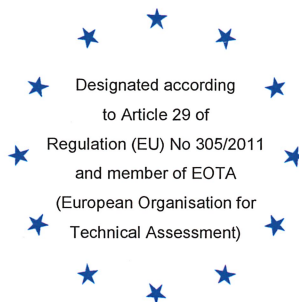 Designated according
to Article 29 of
Regulation (EU) No 305/2011
and member of EOTA
(European Organisation for
Technical Assessment)